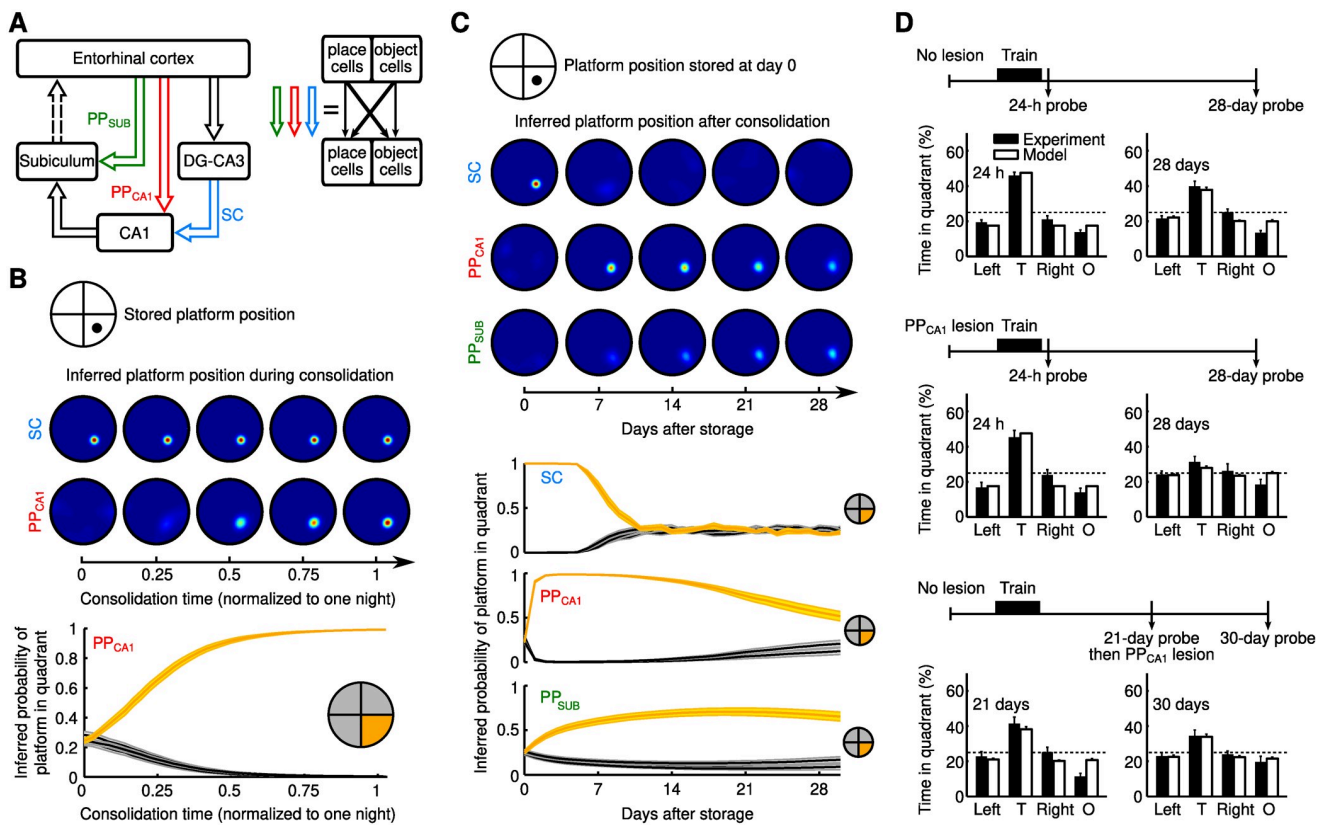 A
Entorhinal cortex
PP_SUB
Subiculum
DG-CA3
PP_CA1
SC
CA1
place cells
object cells
=
place cells
object cells
B
Stored platform position
Inferred platform position during consolidation
SC
PP_CA1
0 0.25 0.5 0.75 1
Consolidation time (normalized to one night)
Inferred probability of
platform in quadrant
PP_CA1
1
0.8
0.6
0.4
0.2
0
0 0.25 0.5 0.75 1
Consolidation time (normalized to one night)
C
Platform position stored at day 0
Inferred platform position after consolidation
SC
PP_CA1
PP_SUB
0 7 14 21 28
Days after storage
Inferred probability of platform in quadrant
1
0.5
0
SC
1
0.5
0
PP_CA1
1
0.5
0
PP_SUB
0 7 14 21 28
Days after storage
D
No lesion Train
24-h probe 28-day probe
Time in quadrant (%)
60
40
20
0
24 h
Experiment
Model
Left T Right O
60
40
20
0
28 days
Left T Right O
PP_CA1 lesion Train
24-h probe 28-day probe
Time in quadrant (%)
60
40
20
0
24 h
Left T Right O
60
40
20
0
28 days
Left T Right O
No lesion Train
21-day probe 30-day probe
then PP_CA1 lesion
Time in quadrant (%)
60
40
20
0
21 days
Left T Right O
60
40
20
0
30 days
Left T Right O